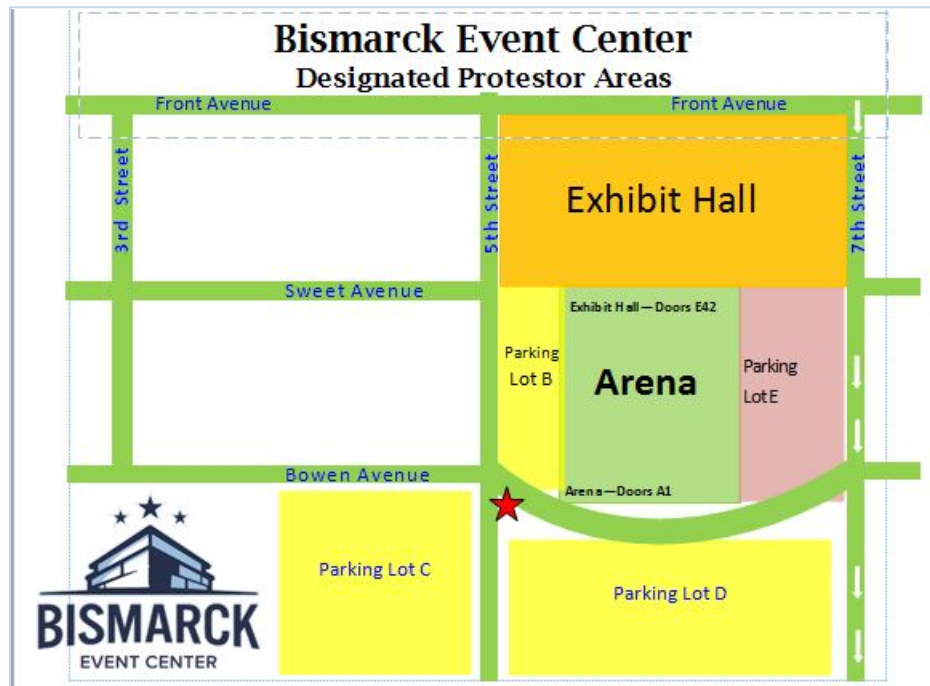 Bismarck Event Center
Designated Protestor Areas
Front Avenue
Front Avenue
3rd Street
5th Street
7th Street
Exhibit Hall
Sweet Avenue
Exhibit Hall—Doors E42
Parking
Lot B
Arena
Parking
Lot E
Bowen Avenue
Arena—Doors A1
Parking Lot C
Parking Lot D
BISMARCK
EVENT CENTER